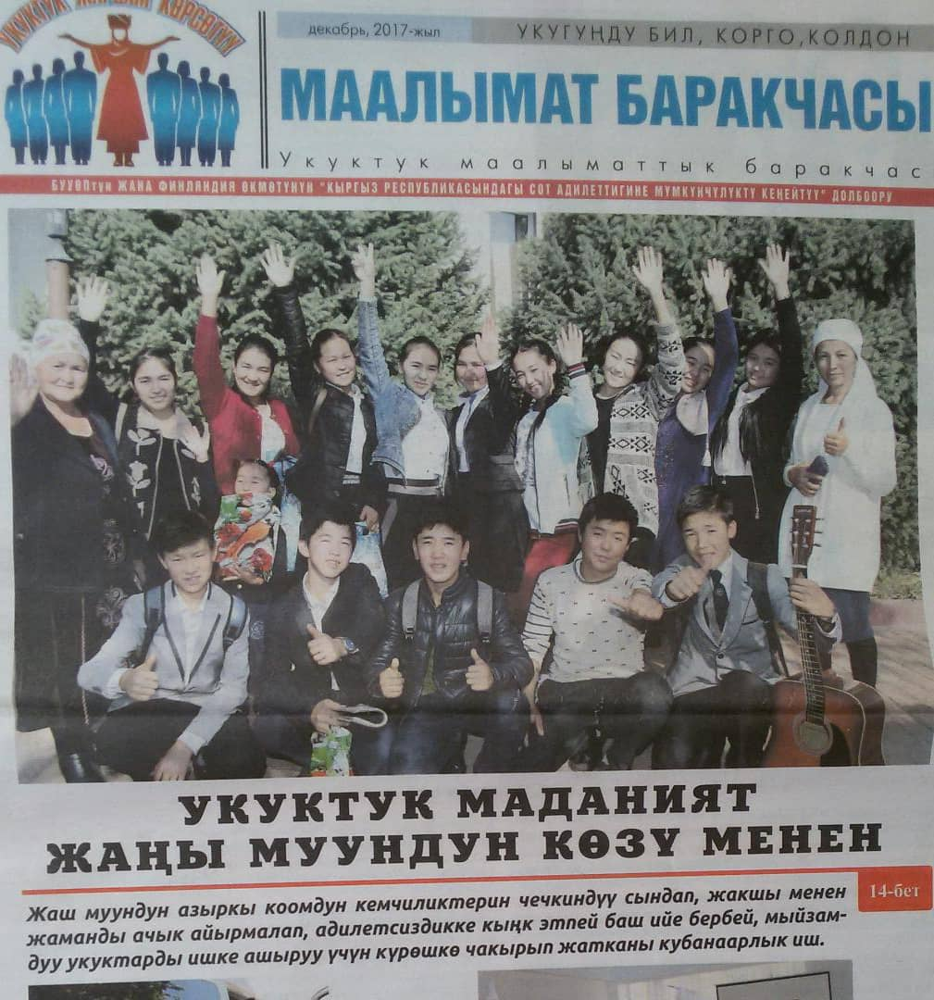 УКУКТУК ЖАРДАМ КӨРСӨТҮҮ
декабрь, 2017-жыл
УКУГУҢДУ БИЛ, КОРГО,КОЛДОН
МААЛЫМАТ БАРАКЧАСЫ
Укуктук маалыматтык баракчас
БУУӨПтүн ЖАНА ФИНЛЯНДИЯ ӨКМӨТҮНҮН "КЫРГЫЗ РЕСПУБЛИКАСЫНДАГЫ СОТ АДИЛЕТТИГИНЕ МҮМКҮНЧҮЛҮКТҮ КЕҢЕЙТҮҮ" ДОЛБООРУ
УКУКТУК МАДАНИЯТ
ЖАҢЫ МУУНДУН КӨЗҮ МЕНЕН
14-бет
Жаш муундун азыркы коомдун кемчиликтерин чечкиндүү сындап, жакшы менен
жаманды ачык айырмалап, адилетсиздикке кыңк этпей баш ийе бербей, мыйзам-
дуу укуктарды ишке ашыруу үчүн күрөшкө чакырып жатканы кубанаарлык иш.